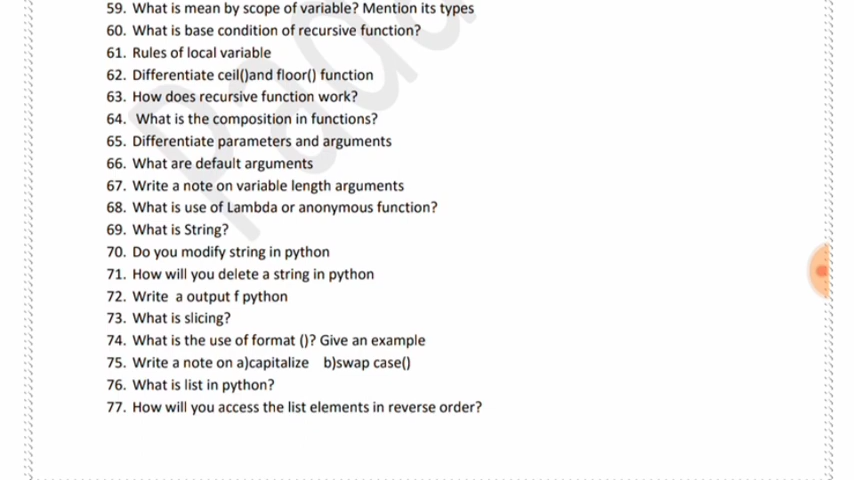 59. What is mean by scope of variable? Mention its types
60. What is base condition of recursive function?
61. Rules of local variable
62. Differentiate ceil()and floor() function
63. How does recursive function work?
64. What is the composition in functions?
65. Differentiate parameters and arguments
66. What are default arguments
67. Write a note on variable length arguments
68. What is use of Lambda or anonymous function?
69. What is String?
70. Do you modify string in python
71. How will you delete a string in python
72. Write a output f python
73. What is slicing?
74. What is the use of format ()? Give an example
75. Write a note on a)capitalize b)swap case()
76. What is list in python?
77. How will you access the list elements in reverse order?